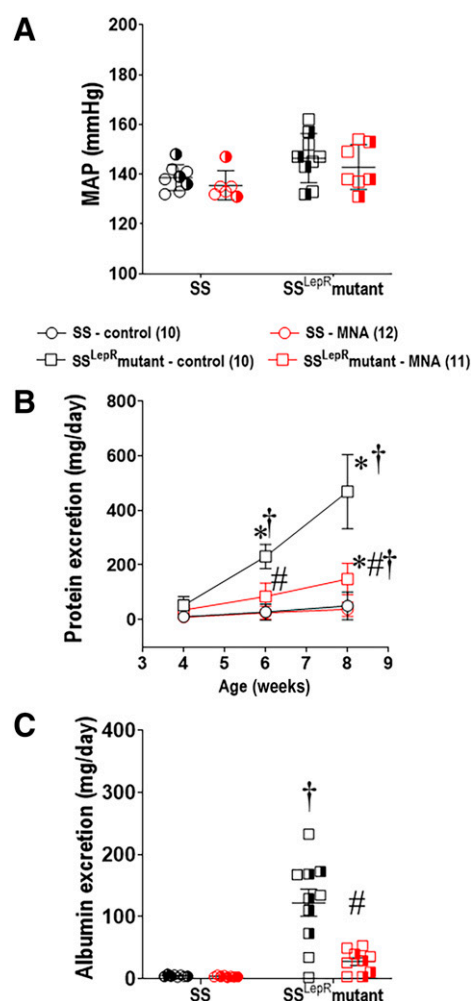 A
MAP (mmHg)
200
180
160
140
120
100
SS
SS^LepR mutant
SS - control (10)
SS - MNA (12)
SS^LepR mutant - control (10)
SS^LepR mutant - MNA (11)
B
Protein excretion (mg/day)
800
600
400
200
0
*†
*†
#
*#†
3 4 5 6 7 8 9
Age (weeks)
C
Albumin excretion (mg/day)
400
300
200
100
0
†
#
SS
SS^LepR mutant